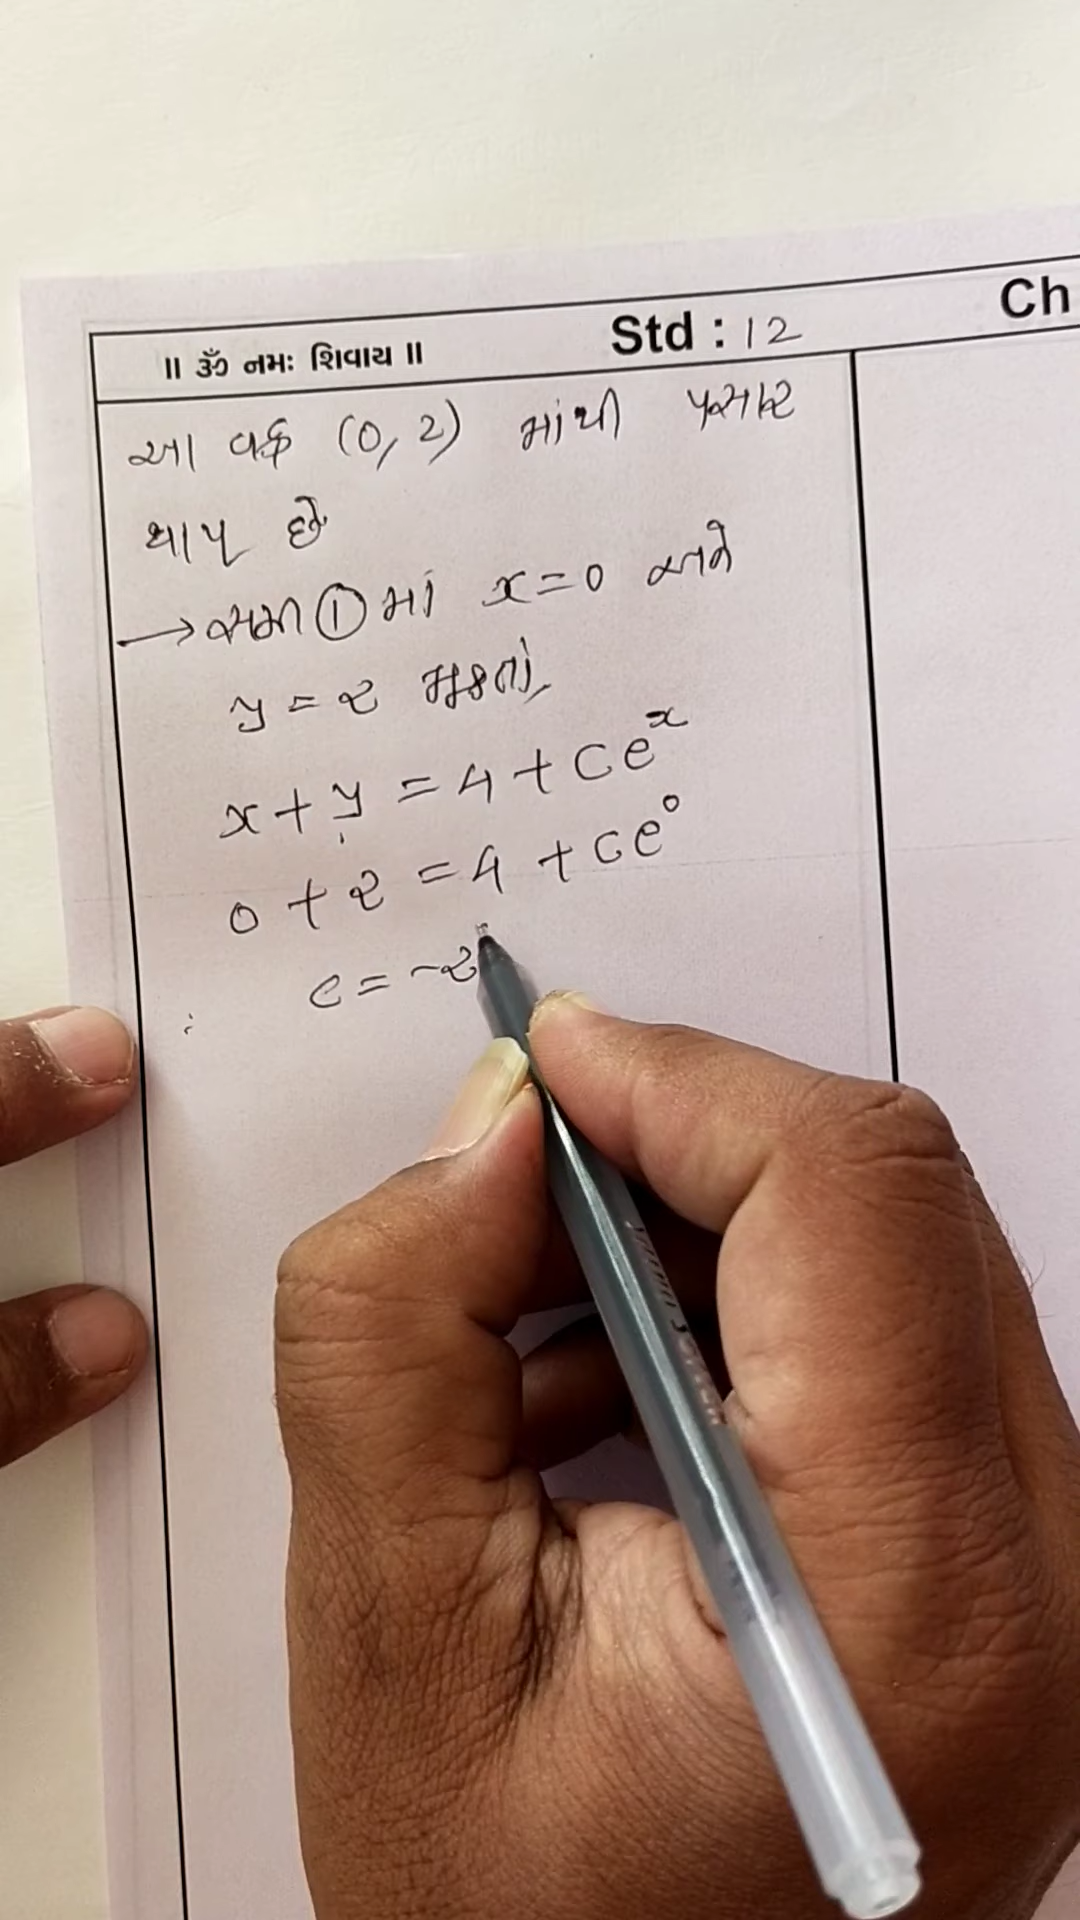 ॥ ૐ નમઃ શિવાય ॥ Std : 12 Ch
આ વક્ર (0, 2) માંથી પસાર
થાય છે
→ સમી ① માં x = 0 અને
y = 2 મુકતાં,
x + y = 4 + Ce^x
0 + 2 = 4 + Ce^0
c = -2